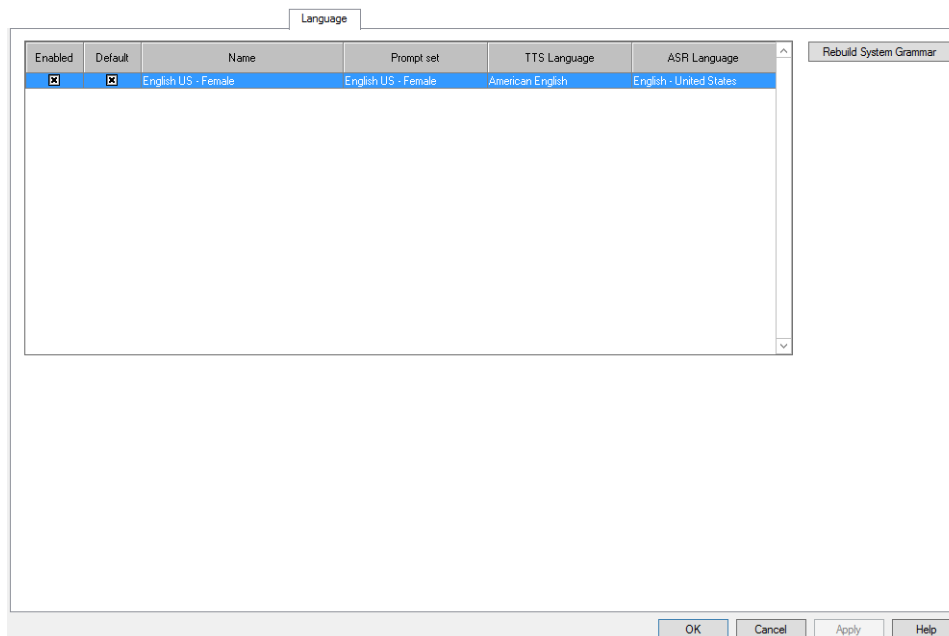 Language
Enabled Default Name Prompt set TTS Language ASR Language Rebuild System Grammar
English US - Female English US - Female American English English - United States
OK Cancel Apply Help